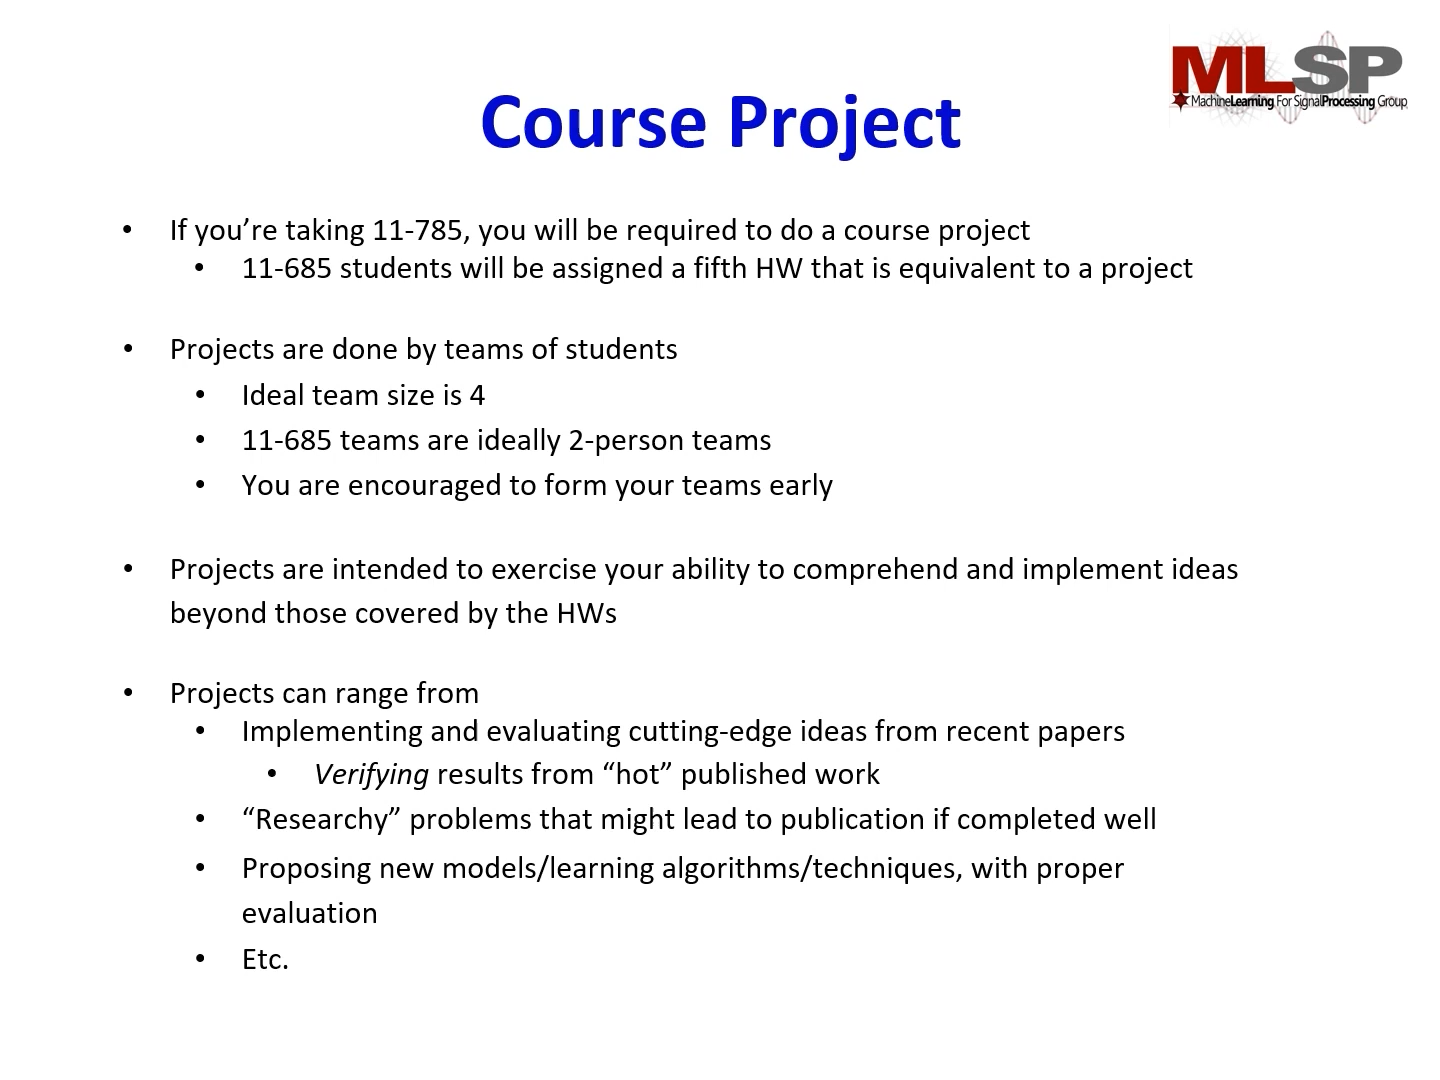 MLSP
MachineLearning For SignalProcessing Group
Course Project
• If you’re taking 11-785, you will be required to do a course project
• 11-685 students will be assigned a fifth HW that is equivalent to a project
• Projects are done by teams of students
• Ideal team size is 4
• 11-685 teams are ideally 2-person teams
• You are encouraged to form your teams early
• Projects are intended to exercise your ability to comprehend and implement ideas
beyond those covered by the HWs
• Projects can range from
• Implementing and evaluating cutting-edge ideas from recent papers
• Verifying results from “hot” published work
• “Researchy” problems that might lead to publication if completed well
• Proposing new models/learning algorithms/techniques, with proper
evaluation
• Etc.